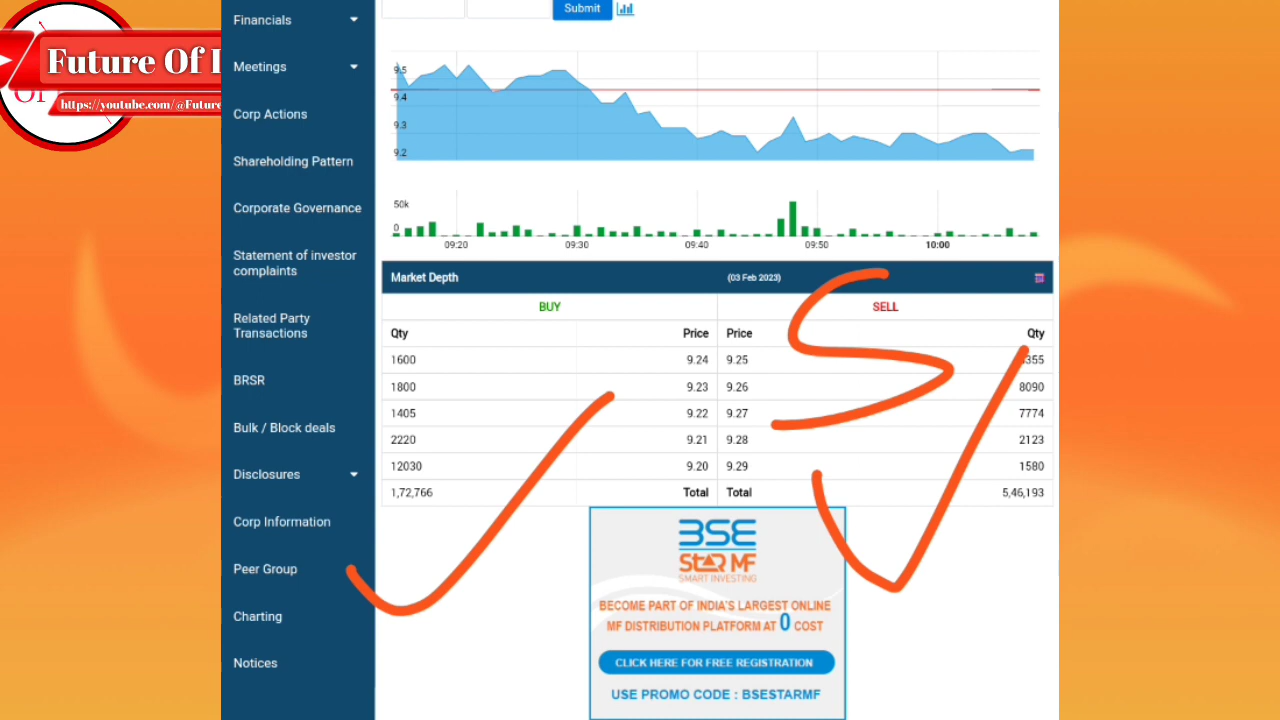 Future Of I
Of
https://youtube.com/@Future
Financials
Meetings
Corp Actions
Shareholding Pattern
Corporate Governance
Statement of investor
complaints
Related Party
Transactions
BRSR
Bulk / Block deals
Disclosures
Corp Information
Peer Group
Charting
Notices
Submit
9.5
9.4
9.3
9.2
50k
0
09:20 09:30 09:40 09:50 10:00
Market Depth (03 Feb 2023)
BUY SELL
Qty Price Price Qty
1600 9.24 9.25 355
1800 9.23 9.26 8090
1405 9.22 9.27 7774
2220 9.21 9.28 2123
12030 9.20 9.29 1580
1,72,766 Total Total 5,46,193
BSE
StAR MF
SMART INVESTING
BECOME PART OF INDIA'S LARGEST ONLINE
MF DISTRIBUTION PLATFORM AT 0 COST
CLICK HERE FOR FREE REGISTRATION
USE PROMO CODE : BSESTARMF